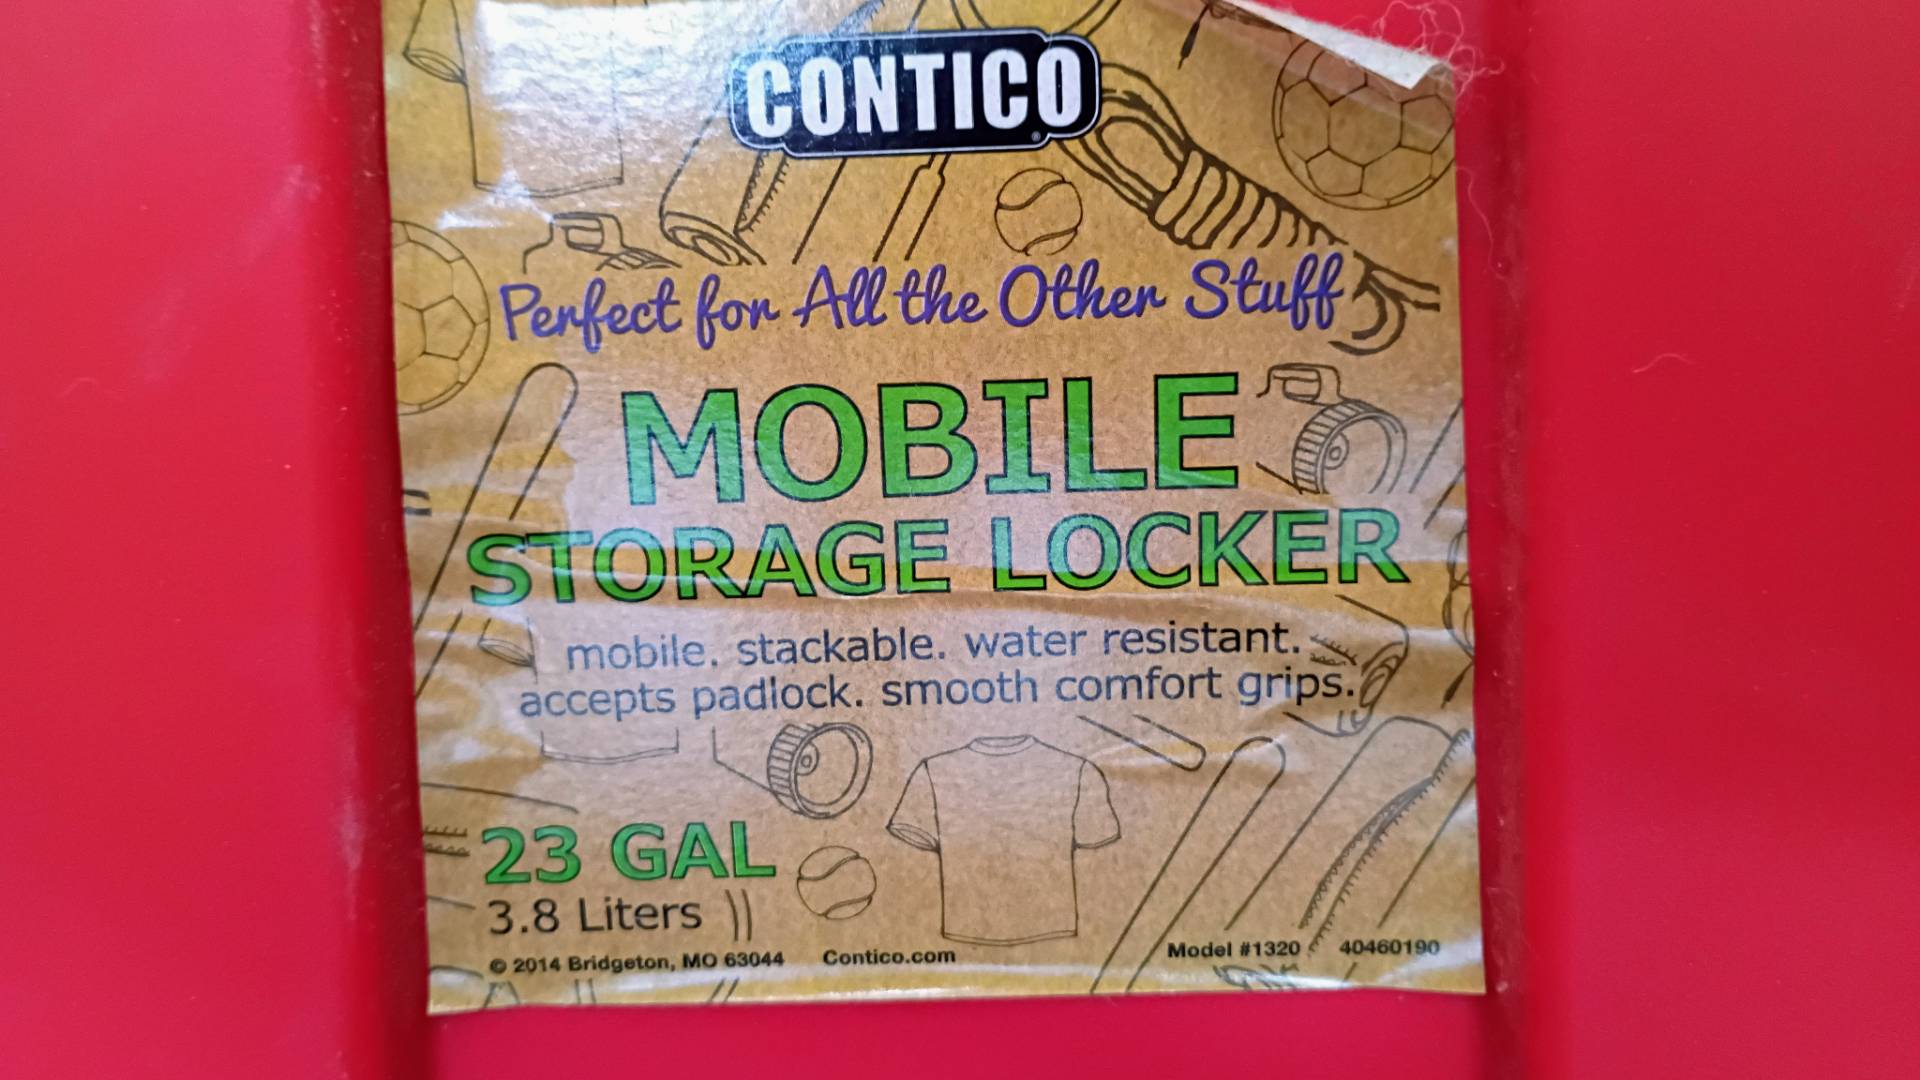 CONTICO®
Perfect for All the Other Stuff
MOBILE
STORAGE LOCKER
mobile. stackable. water resistant.
accepts padlock. smooth comfort grips.
23 GAL
3.8 Liters
© 2014 Bridgeton, MO 63044 Contico.com Model #1320 40460190